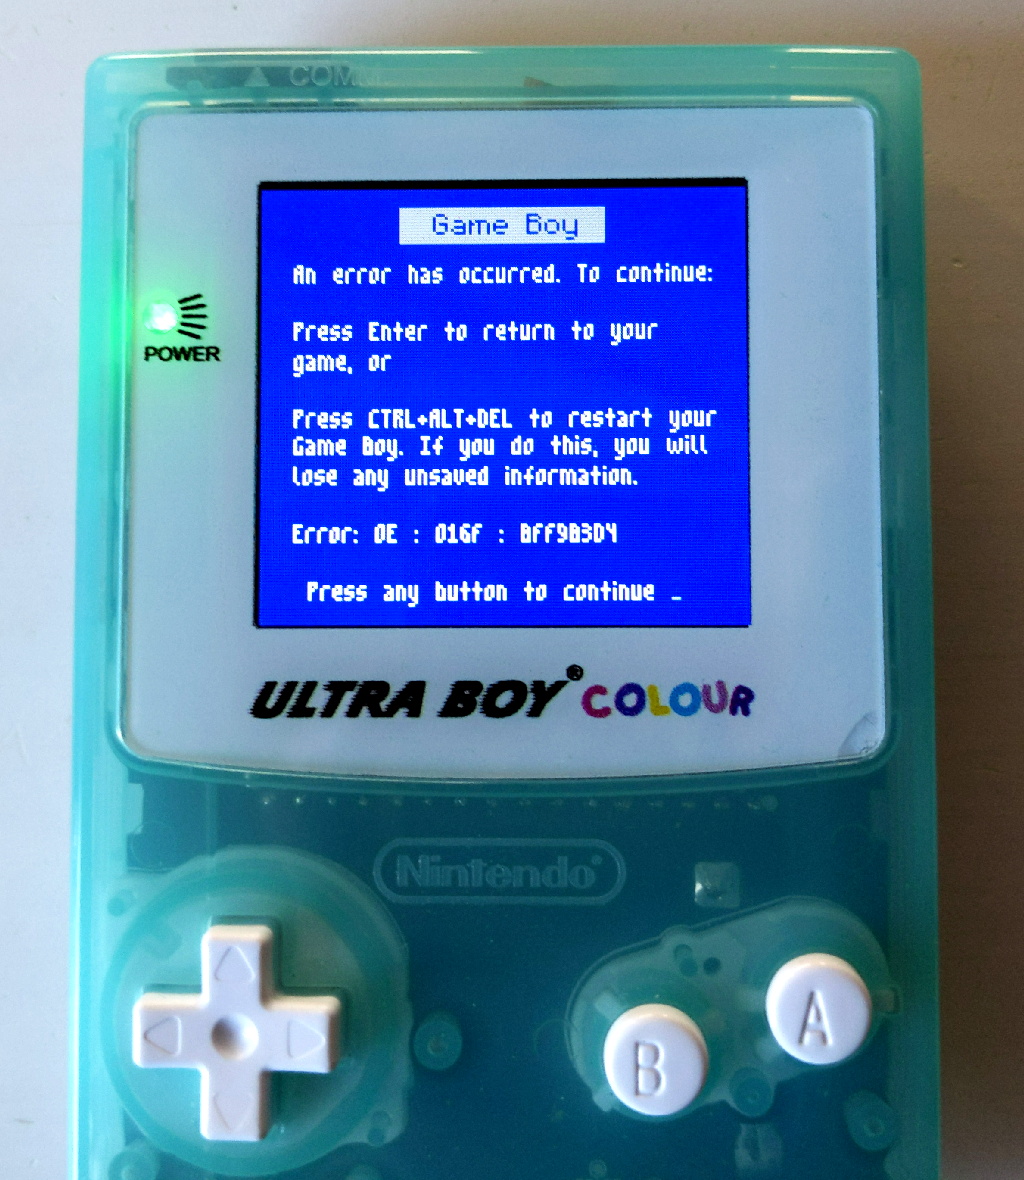 COMM
POWER
Game Boy
An error has occurred. To continue:
Press Enter to return to your
game, or
Press CTRL+ALT+DEL to restart your
Game Boy. If you do this, you will
lose any unsaved information.
Error: 0E : 016F : BFF9B3D4
Press any button to continue _
ULTRA BOY® COLOUR
Nintendo®
B
A